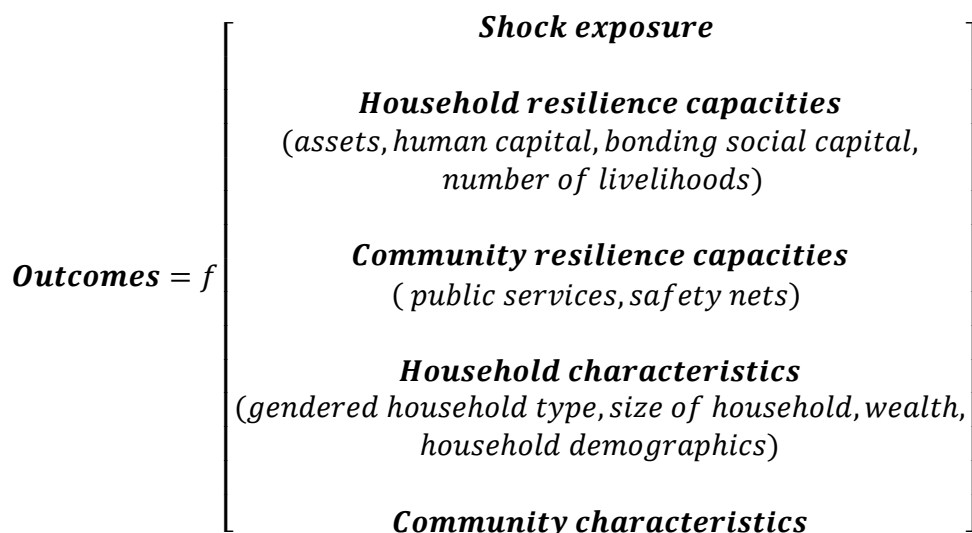 Shock exposure
Household resilience capacities
(assets, human capital, bonding social capital,
number of livelihoods)
Community resilience capacities
( public services, safety nets)
Outcomes = f
Household characteristics
(gendered household type, size of household, wealth,
household demographics)
Community characteristics